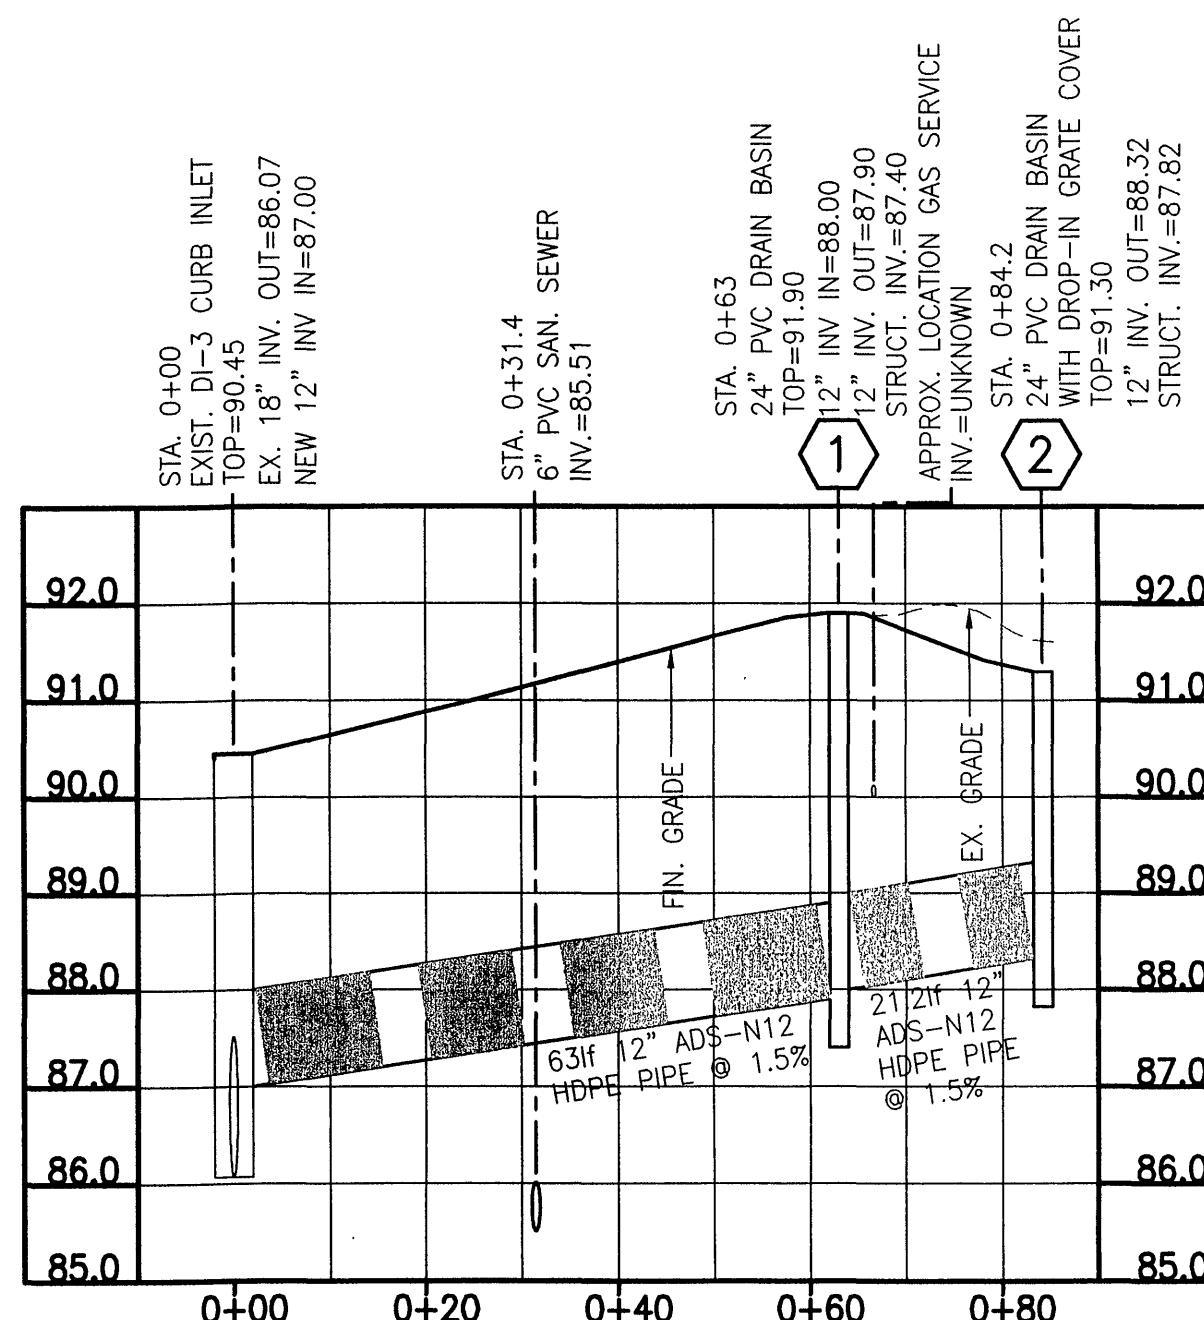 STA. 0+00
EXIST. DI-3 CURB INLET
TOP=90.45
EX. 18" INV. OUT=86.07
NEW 12" INV IN=87.00
STA. 0+31.4
6" PVC SAN. SEWER
INV.=85.51
STA. 0+63
24" PVC DRAIN BASIN
TOP=91.90
12" INV IN=88.00
12" INV. OUT=87.90
STRUCT. INV.=87.40
APPROX. LOCATION GAS SERVICE
INV.=UNKNOWN
STA. 0+84.2
24" PVC DRAIN BASIN
WITH DROP-IN GRATE COVER
TOP=91.30
12" INV. OUT=88.32
STRUCT. INV.=87.82
1
2
92.0
91.0
90.0
89.0
88.0
87.0
86.0
85.0
FIN. GRADE
EX. GRADE
63lf 12" ADS-N12
HDPE PIPE @ 1.5%
21.2lf 12"
ADS-N12
HDPE PIPE
@ 1.5%
92.0
91.0
90.0
89.0
88.0
87.0
86.0
85.0
0+00
0+20
0+40
0+60
0+80